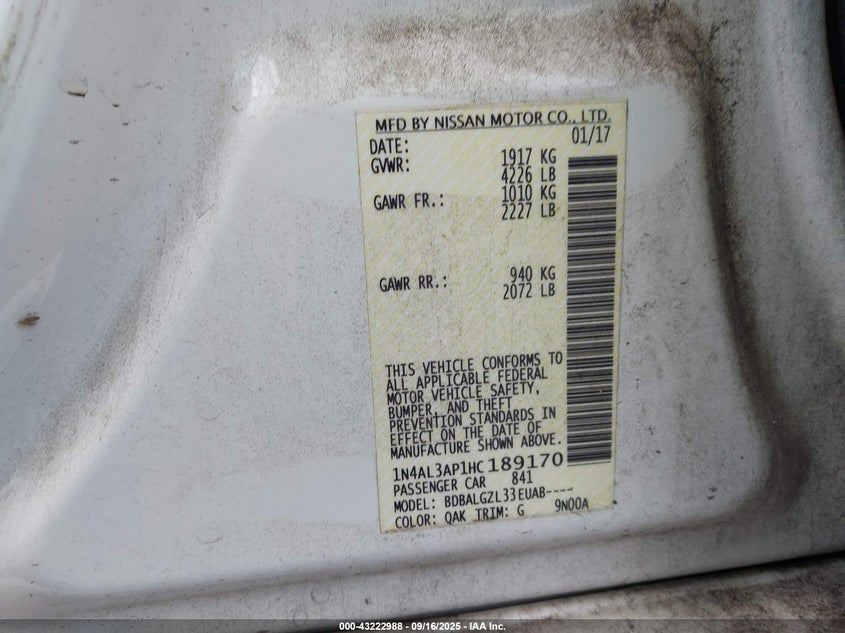 MFD BY NISSAN MOTOR CO., LTD.
DATE: 01/17
GVWR: 1917 KG
4226 LB
GAWR FR.: 1010 KG
2227 LB
GAWR RR.: 940 KG
2072 LB
THIS VEHICLE CONFORMS TO
ALL APPLICABLE FEDERAL
MOTOR VEHICLE SAFETY,
BUMPER, AND THEFT
PREVENTION STANDARDS IN
EFFECT ON THE DATE OF
MANUFACTURE SHOWN ABOVE.
1N4AL3AP1HC189170
PASSENGER CAR 841
MODEL: BDBALGZL33EUAB----
COLOR: QAK TRIM: G 9N00A
000-43222988 - 09/16/2025 - IAA Inc.